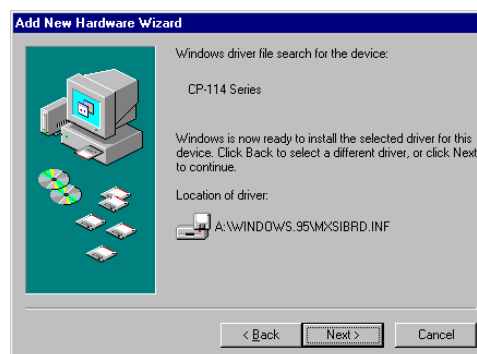 Add New Hardware Wizard
Windows driver file search for the device:
CP-114 Series
Windows is now ready to install the selected driver for this
device. Click Back to select a different driver, or click Next
to continue.
Location of driver:
A:\WINDOWS.95\MXSIBRD.INF
< Back
Next >
Cancel